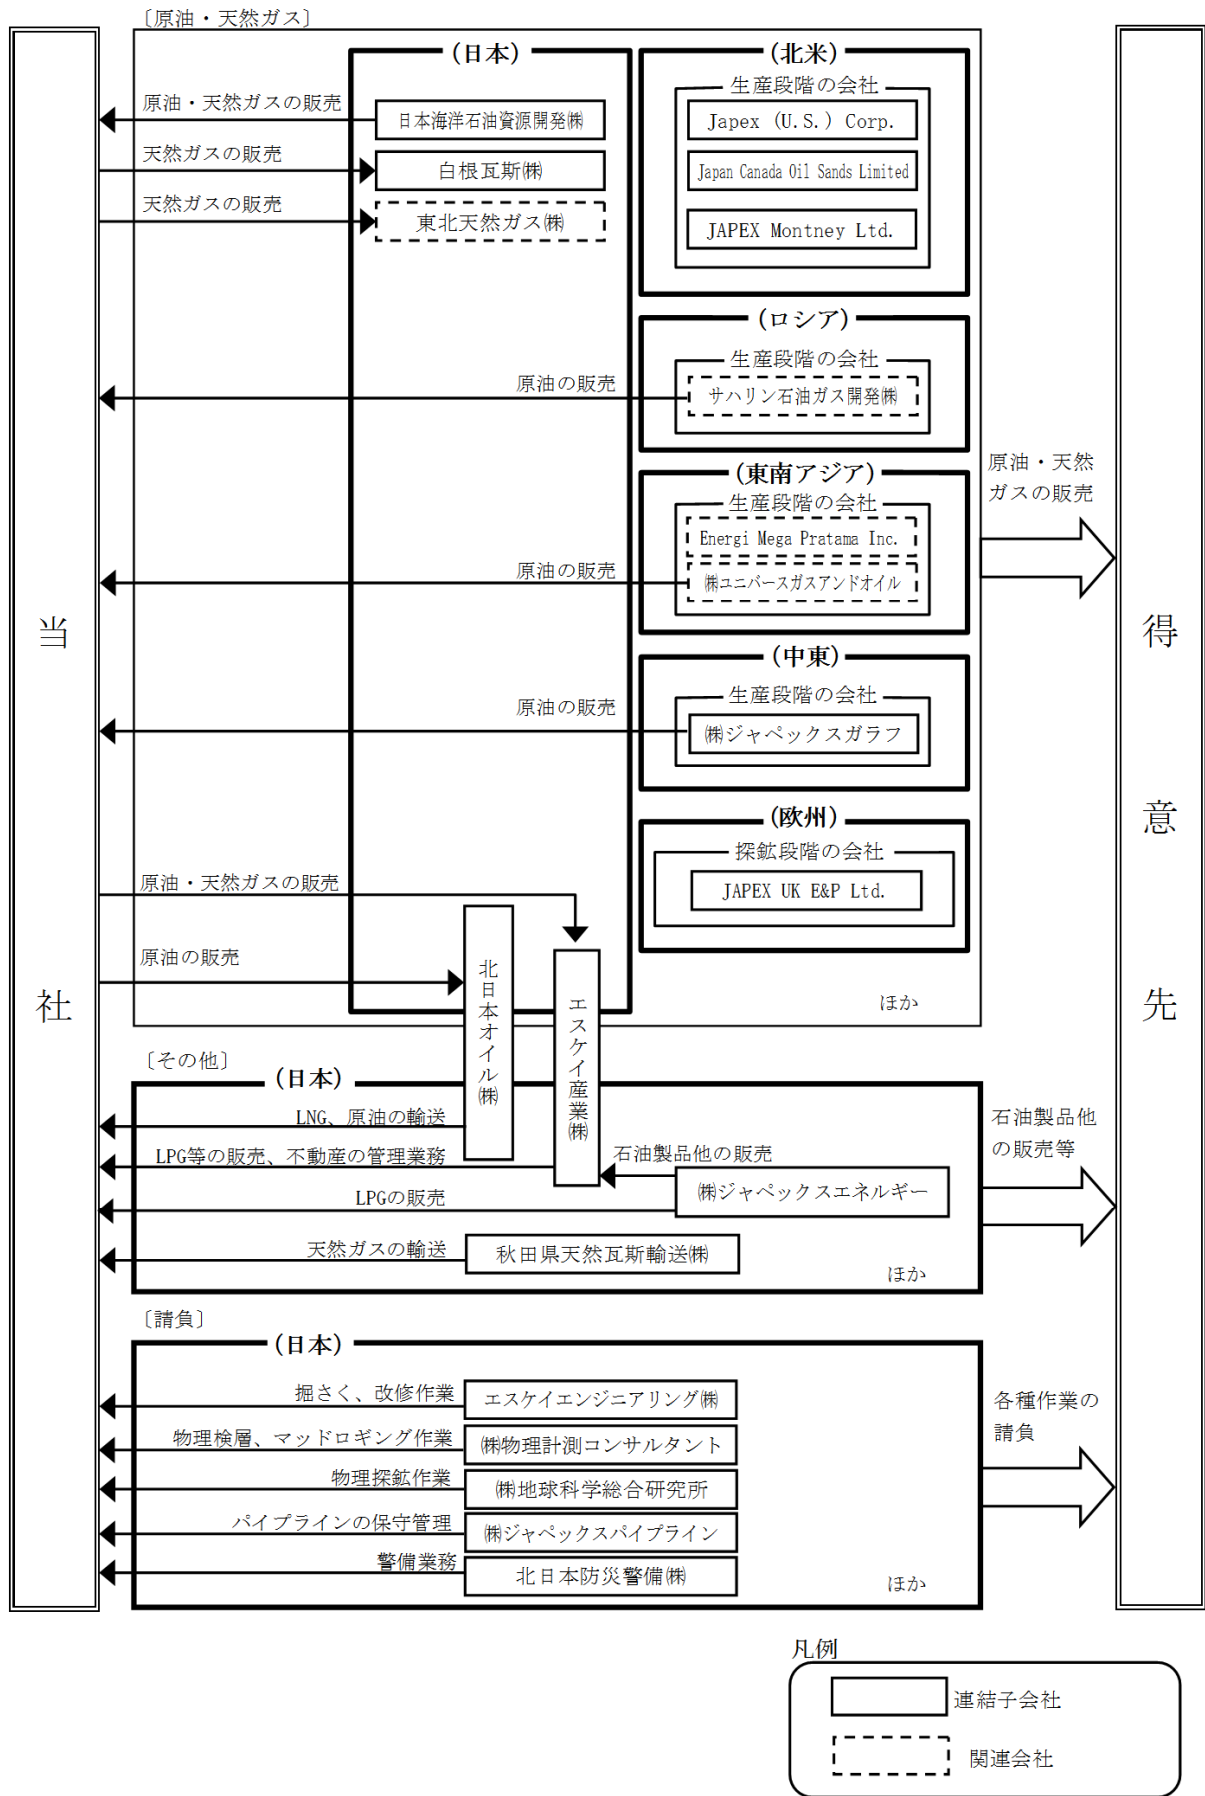 〔原油・天然ガス〕
(日本)
原油・天然ガスの販売
日本海洋石油資源開発㈱
天然ガスの販売
白根瓦斯㈱
天然ガスの販売
東北天然ガス㈱
(北米)
生産段階の会社
Japex (U.S.) Corp.
Japan Canada Oil Sands Limited
JAPEX Montney Ltd.
(ロシア)
生産段階の会社
原油の販売
サハリン石油ガス開発㈱
(東南アジア)
生産段階の会社
Energi Mega Pratama Inc.
原油の販売
㈱ユニバースガスアンドオイル
原油・天然
ガスの販売
(中東)
生産段階の会社
原油の販売
㈱ジャペックスガラフ
(欧州)
探鉱段階の会社
JAPEX UK E&P Ltd.
原油・天然ガスの販売
原油の販売
北日本オイル㈱
エスケイ産業㈱
ほか
当社
得意先
〔その他〕
(日本)
LNG、原油の輸送
LPG等の販売、不動産の管理業務
石油製品他の販売
㈱ジャペックスエネルギー
LPGの販売
天然ガスの輸送
秋田県天然瓦斯輸送㈱
ほか
石油製品他
の販売等
〔請負〕
(日本)
掘さく、改修作業
エスケイエンジニアリング㈱
物理検層、マッドロギング作業
㈱物理計測コンサルタント
物理探鉱作業
㈱地球科学総合研究所
パイプラインの保守管理
㈱ジャペックスパイプライン
警備業務
北日本防災警備㈱
ほか
各種作業の
請負
凡例
連結子会社
関連会社